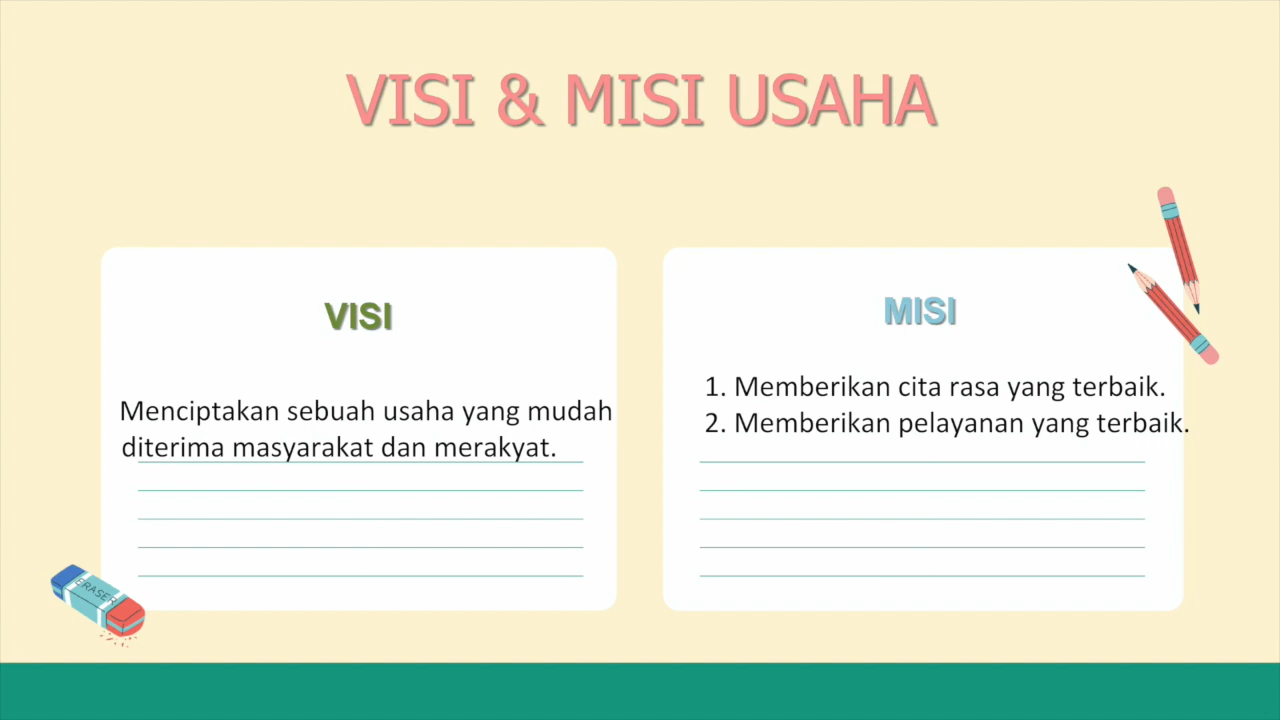 VISI & MISI USAHA
VISI
Menciptakan sebuah usaha yang mudah
diterima masyarakat dan merakyat.
MISI
1. Memberikan cita rasa yang terbaik.
2. Memberikan pelayanan yang terbaik.
ERASER